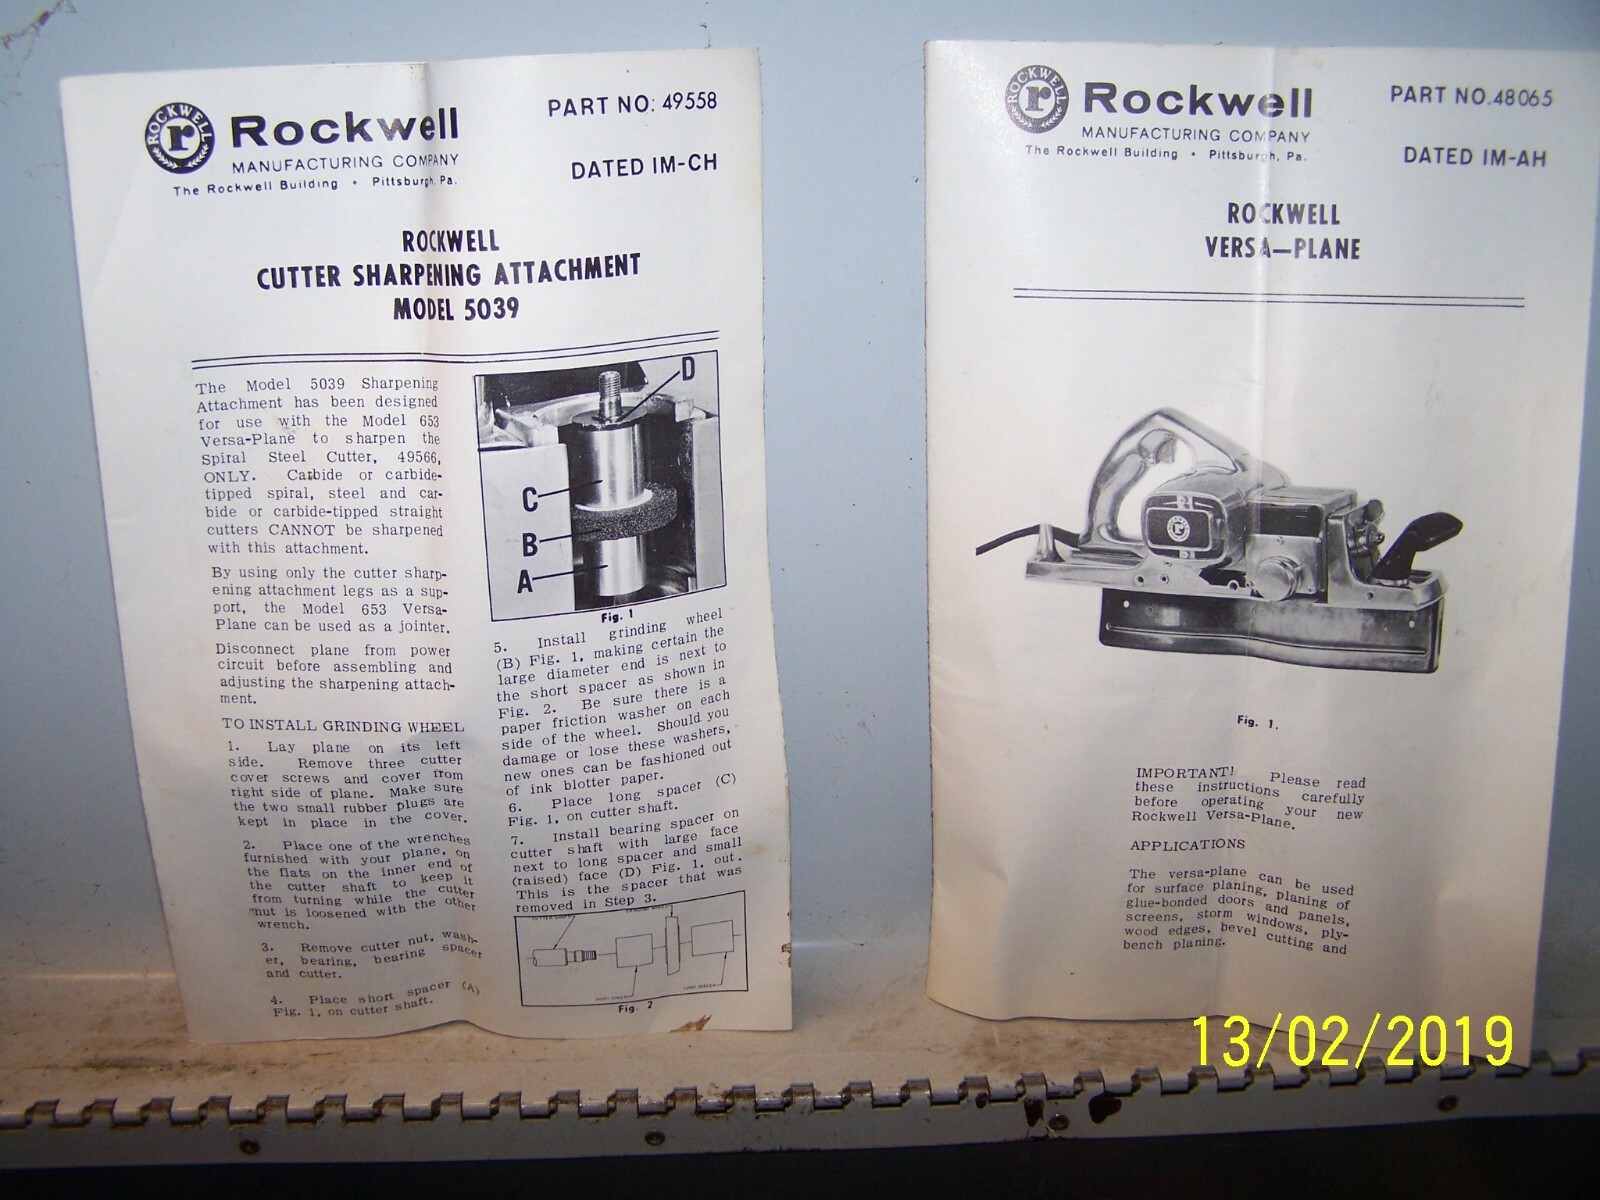 ROCKWELL
r
Rockwell
MANUFACTURING COMPANY
The Rockwell Building • Pittsburgh, Pa.
PART NO: 49558
DATED IM-CH
ROCKWELL
CUTTER SHARPENING ATTACHMENT
MODEL 5039
The Model 5039 Sharpening
Attachment has been designed
for use with the Model 653
Versa-Plane to sharpen the
Spiral Steel Cutter, 49566,
ONLY. Carbide or carbide-
tipped spiral, steel and car-
bide or carbide-tipped straight
cutters CANNOT be sharpened
with this attachment.
By using only the cutter sharp-
ening attachment legs as a sup-
port, the Model 653 Versa-
Plane can be used as a jointer.
Disconnect plane from power
circuit before assembling and
adjusting the sharpening attach-
ment.
TO INSTALL GRINDING WHEEL
1. Lay plane on its left
side. Remove three cutter
cover screws and cover from
right side of plane. Make sure
the two small rubber plugs are
kept in place in the cover.
2. Place one of the wrenches
furnished with your plane, on
the flats on the inner end of
the cutter shaft to keep it
from turning while the cutter
nut is loosened with the other
wrench.
3. Remove cutter nut, wash-
er, bearing, bearing spacer
and cutter.
4. Place short spacer (A)
Fig. 1, on cutter shaft.
D
C
B
A
Fig. 1
5. Install grinding wheel
(B) Fig. 1, making certain the
large diameter end is next to
the short spacer as shown in
Fig. 2. Be sure there is a
paper friction washer on each
side of the wheel. Should you
damage or lose these washers,
new ones can be fashioned out
of ink blotter paper.
6. Place long spacer (C)
Fig. 1, on cutter shaft.
7. Install bearing spacer on
cutter shaft with large face
next to long spacer and small
(raised) face (D) Fig. 1, out.
This is the spacer that was
removed in Step 3.
CUTTER SHAFT
GRINDING WHEEL
SHORT SPACER
LONG SPACER
Fig. 2
ROCKWELL
r
Rockwell
MANUFACTURING COMPANY
The Rockwell Building • Pittsburgh, Pa.
PART NO.48065
DATED IM-AH
ROCKWELL
VERSA—PLANE
Fig. 1.
IMPORTANT! Please read
these instructions carefully
before operating your new
Rockwell Versa-Plane.
APPLICATIONS
The versa-plane can be used
for surface planing, planing of
glue-bonded doors and panels,
screens, storm windows, ply-
wood edges, bevel cutting and
bench planing.
13/02/2019